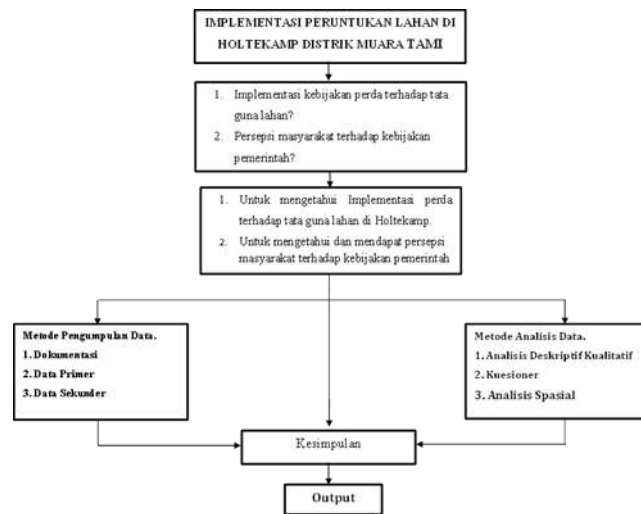 IMPLEMENTASI PERUNTUKAN LAHAN DI
HOLTEKAMP DISTRIK MUARA TAMI
1. Implementasi kebijakan perda terhadap tata
guna lahan?
2. Persepsi masyarakat terhadap kebijakan
pemerintah?
1. Untuk mengetahui Implementasi perda
terhadap tata guna lahan di Holtekamp.
2. Untuk mengetahui dan mendapat persepsi
masyarakat terhadap kebijakan pemerintah
Metode Pengumpulan Data.
1. Dokumentasi
2. Data Primer
3. Data Sekunder
Metode Analisis Data.
1. Analisis Deskriptif Kualitatif
2. Kuesioner
3. Analisis Spasial
Kesimpulan
Output